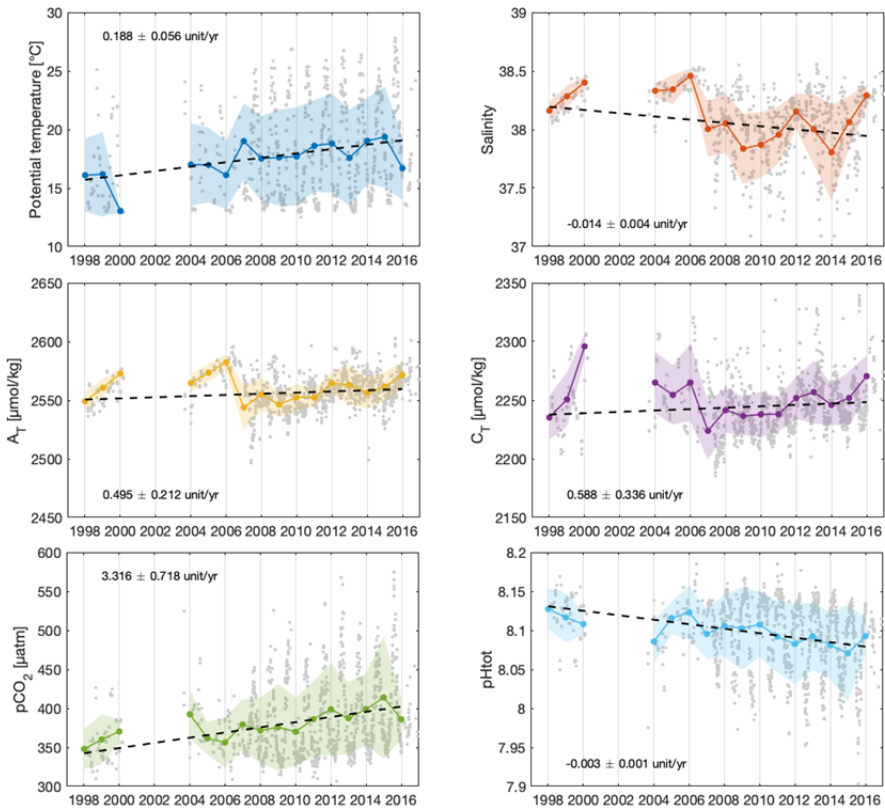 0.188 ± 0.056 unit/yr
Potential temperature [°C]
30
25
20
15
10
1998 2000 2002 2004 2006 2008 2010 2012 2014 2016
Salinity
39
38.5
38
37.5
37
-0.014 ± 0.004 unit/yr
1998 2000 2002 2004 2006 2008 2010 2012 2014 2016
A_T [µmol/kg]
2650
2600
2550
2500
2450
0.495 ± 0.212 unit/yr
1998 2000 2002 2004 2006 2008 2010 2012 2014 2016
C_T [µmol/kg]
2350
2300
2250
2200
2150
0.588 ± 0.336 unit/yr
1998 2000 2002 2004 2006 2008 2010 2012 2014 2016
3.316 ± 0.718 unit/yr
pCO₂ [µatm]
600
550
500
450
400
350
300
1998 2000 2002 2004 2006 2008 2010 2012 2014 2016
pHtot
8.2
8.15
8.1
8.05
8
7.95
7.9
-0.003 ± 0.001 unit/yr
1998 2000 2002 2004 2006 2008 2010 2012 2014 2016